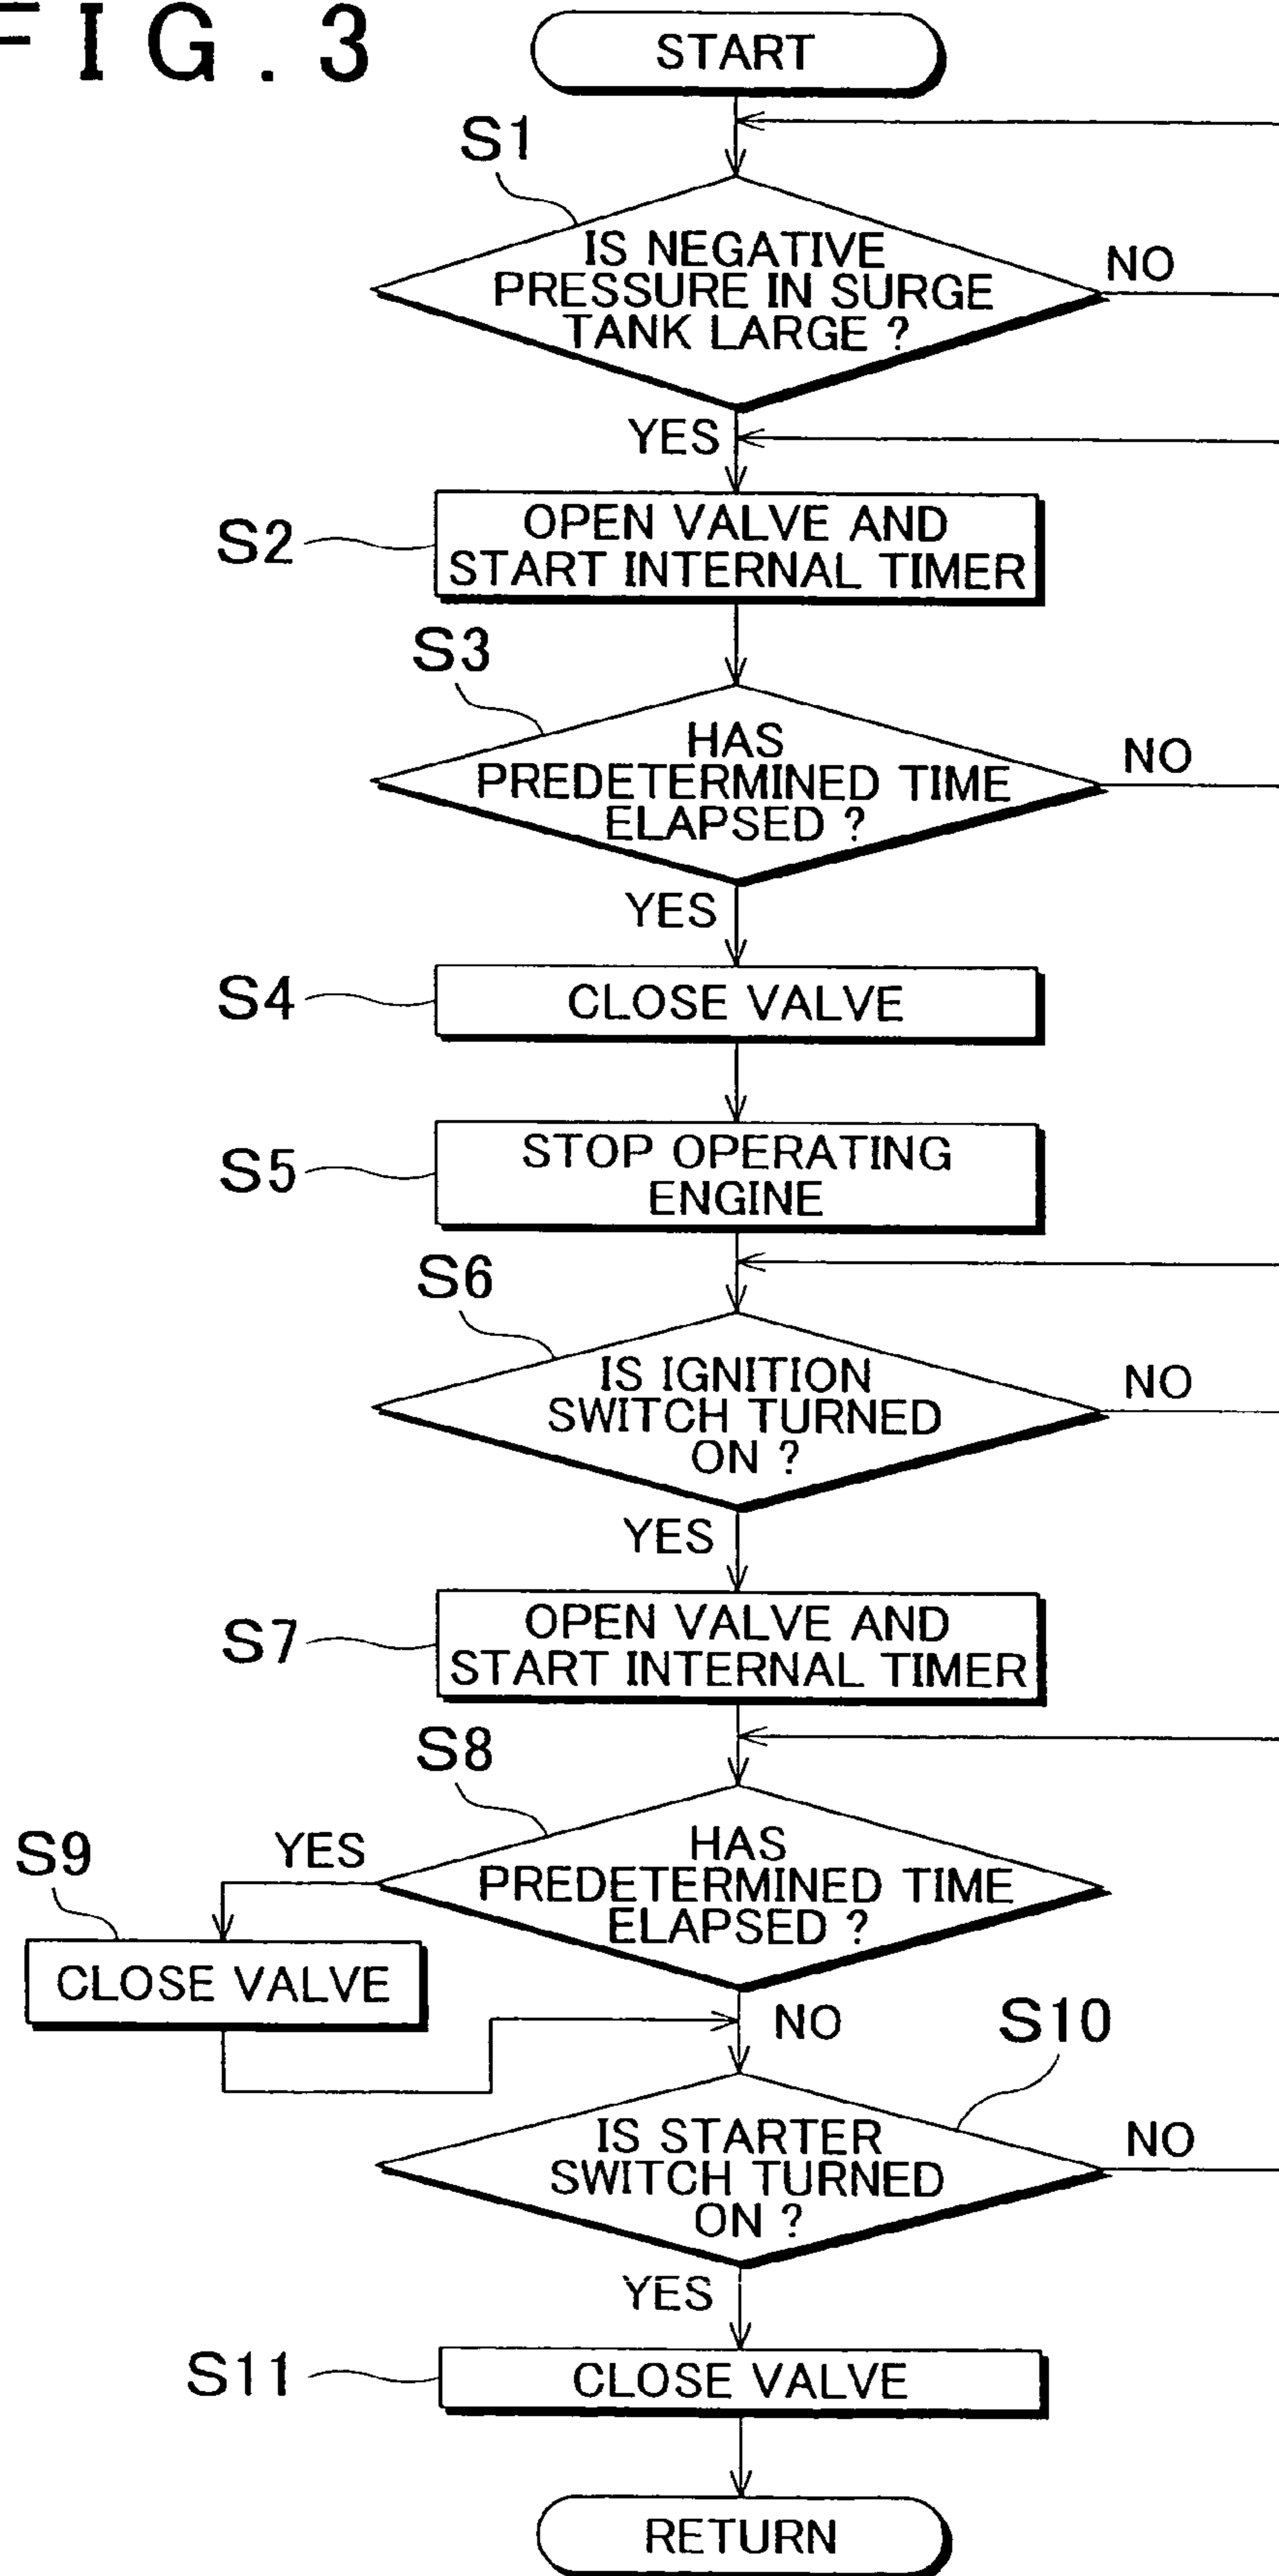 FIG.3
START
S1
IS NEGATIVE
PRESSURE IN SURGE
TANK LARGE ?
NO
YES
S2
OPEN VALVE AND
START INTERNAL TIMER
S3
HAS
PREDETERMINED TIME
ELAPSED ?
NO
YES
S4
CLOSE VALVE
S5
STOP OPERATING
ENGINE
S6
IS IGNITION
SWITCH TURNED
ON ?
NO
YES
S7
OPEN VALVE AND
START INTERNAL TIMER
S8
HAS
PREDETERMINED TIME
ELAPSED ?
YES
S9
CLOSE VALVE
NO
S10
IS STARTER
SWITCH TURNED
ON ?
NO
YES
S11
CLOSE VALVE
RETURN